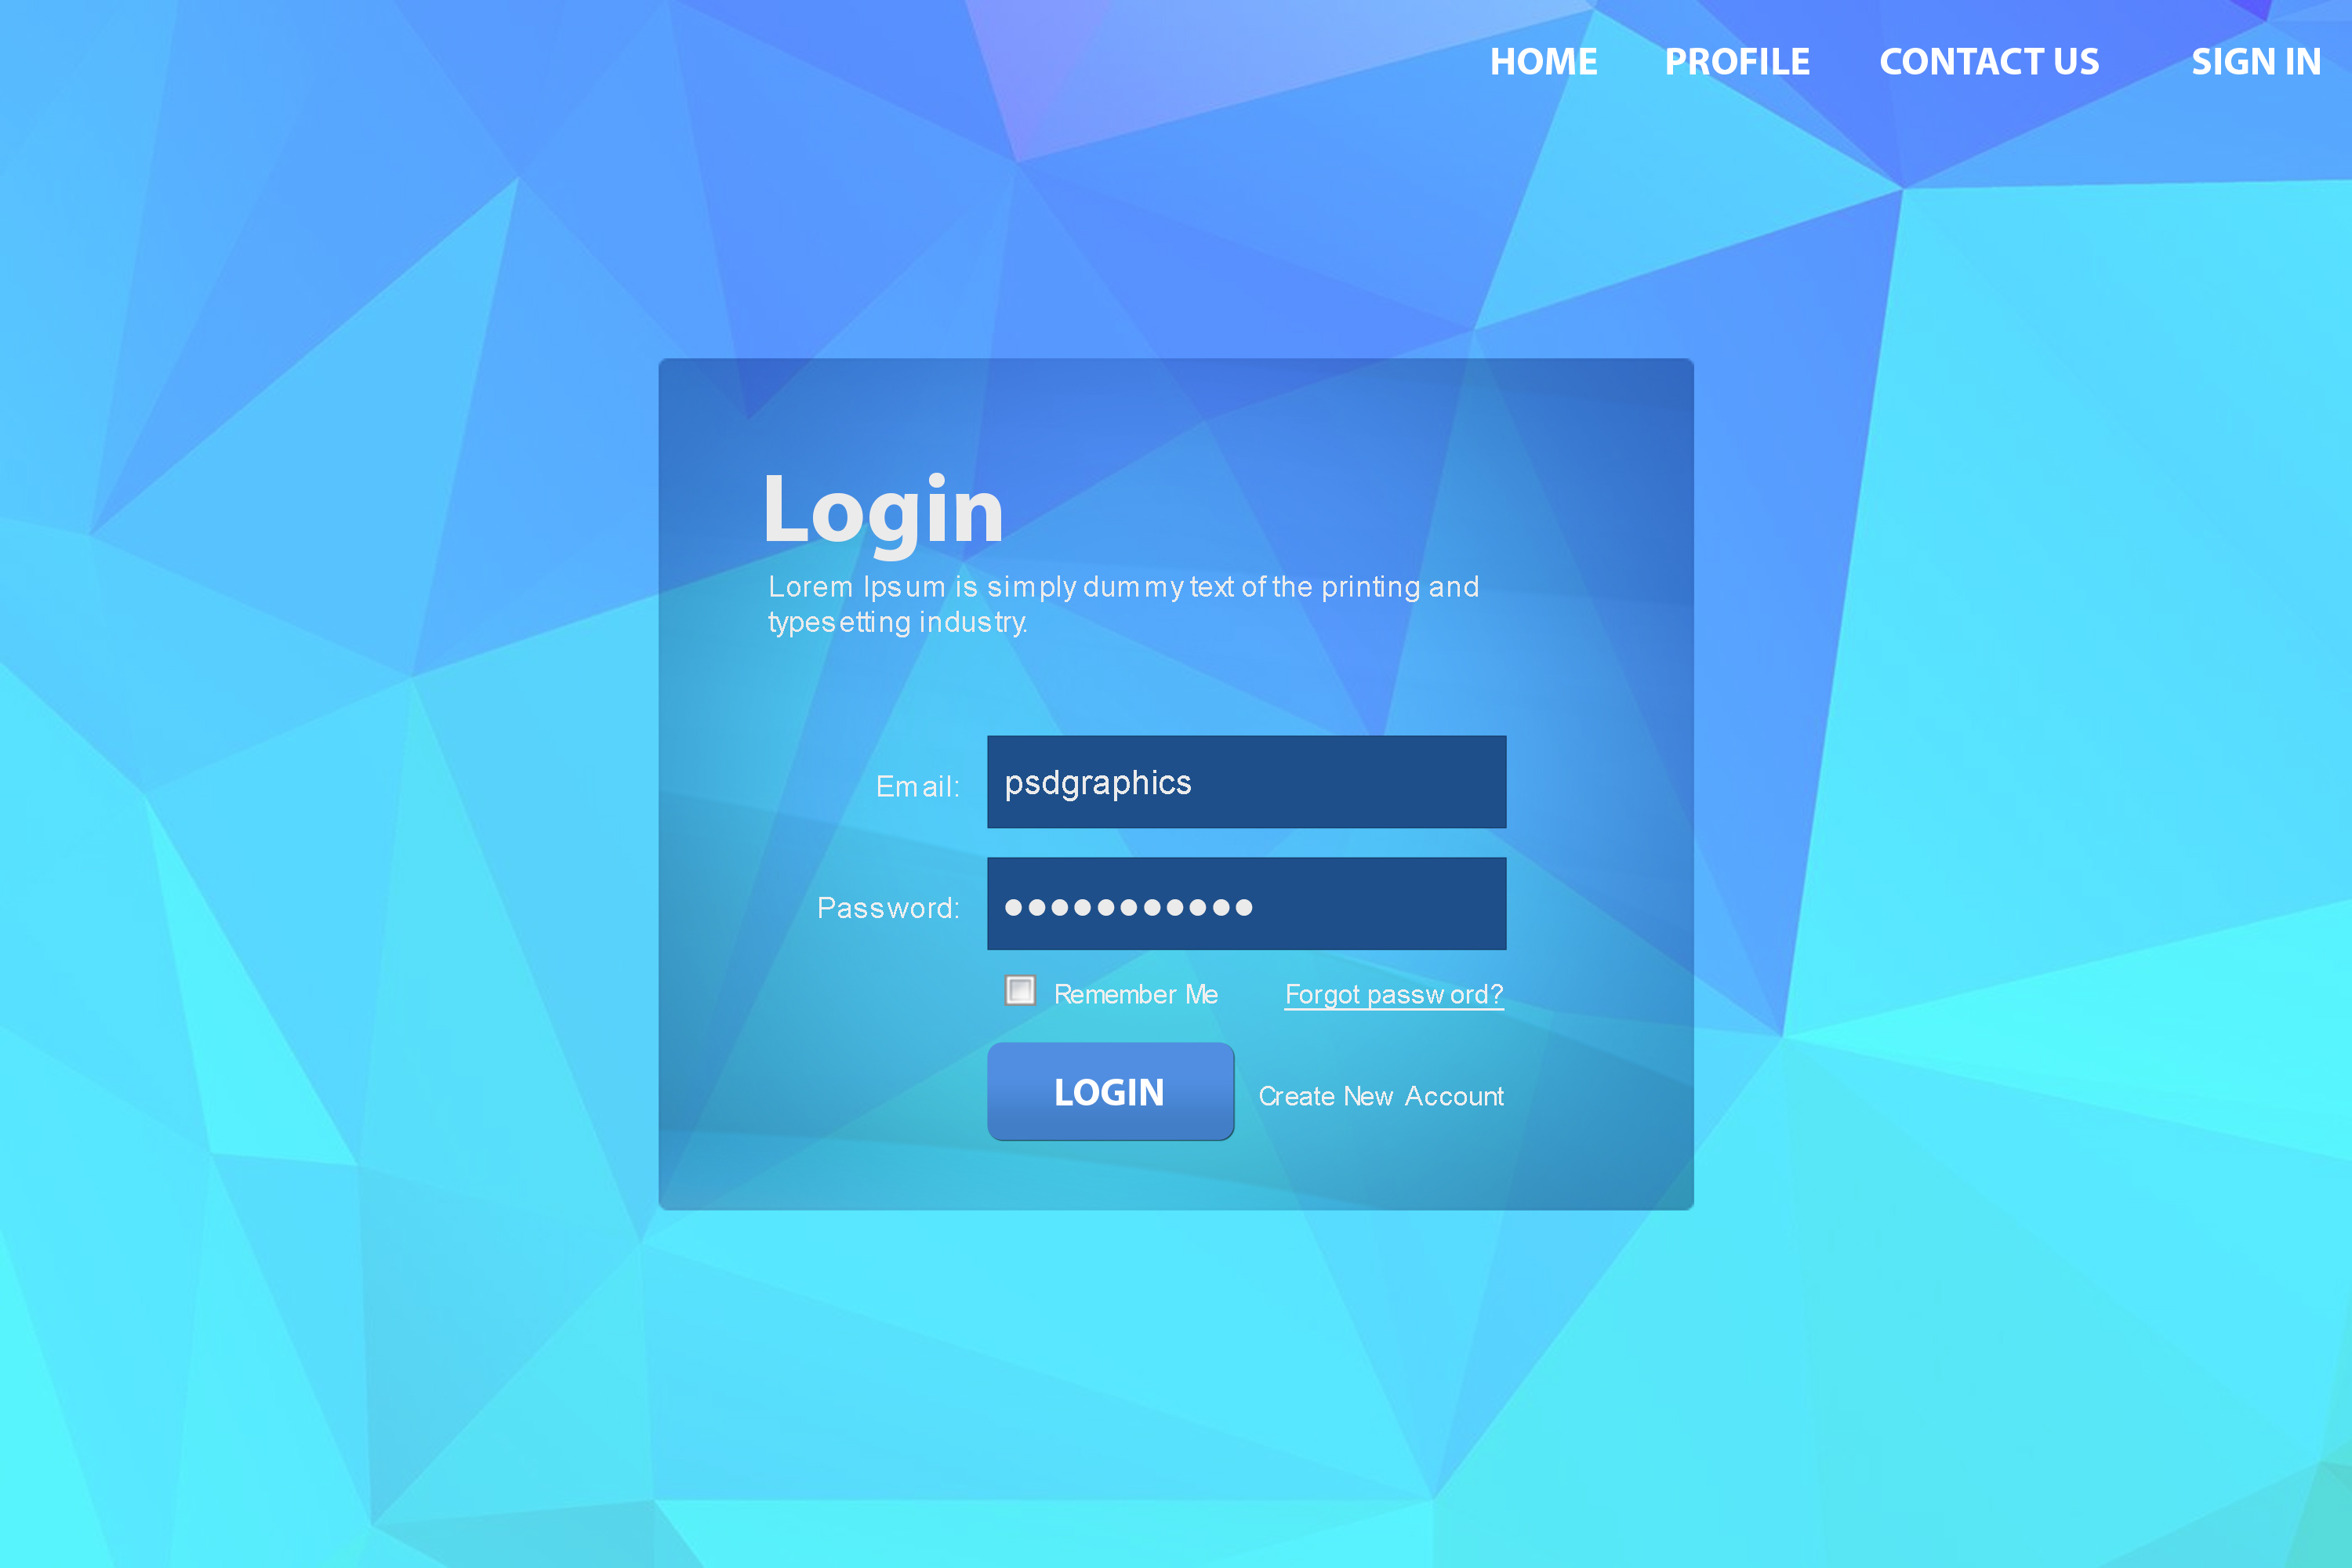 HOME PROFILE CONTACT US SIGN IN
Login
Lorem Ipsum is simply dummy text of the printing and
typesetting industry.
Email: psdgraphics
Password: ●●●●●●●●●●●
Remember Me Forgot password?
LOGIN Create New Account